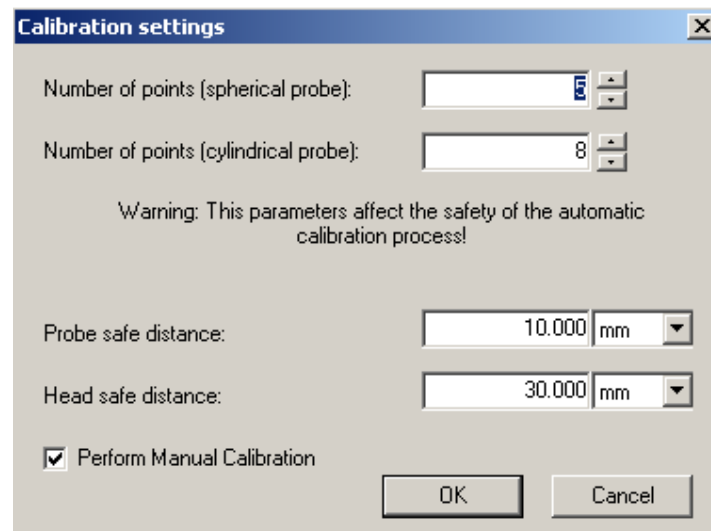 Calibration settings
Number of points (spherical probe): 5
Number of points (cylindrical probe): 8
Warning: This parameters affect the safety of the automatic
calibration process!
Probe safe distance: 10.000 mm
Head safe distance: 30.000 mm
Perform Manual Calibration
OK Cancel